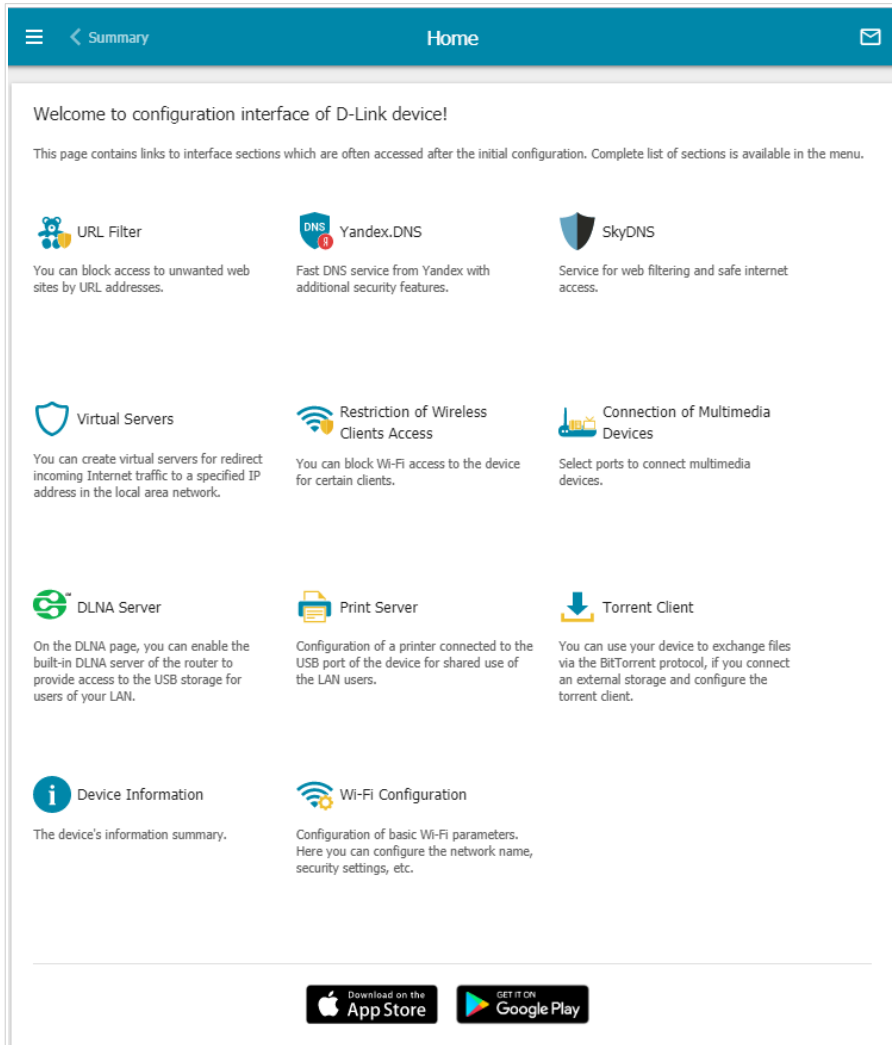 Summary
Home
Welcome to configuration interface of D-Link device!
This page contains links to interface sections which are often accessed after the initial configuration. Complete list of sections is available in the menu.
URL Filter
You can block access to unwanted web
sites by URL addresses.
DNS
Я
Yandex.DNS
Fast DNS service from Yandex with
additional security features.
SkyDNS
Service for web filtering and safe internet
access.
Virtual Servers
You can create virtual servers for redirect
incoming Internet traffic to a specified IP
address in the local area network.
Restriction of Wireless
Clients Access
You can block Wi-Fi access to the device
for certain clients.
Connection of Multimedia
Devices
Select ports to connect multimedia
devices.
DLNA Server
On the DLNA page, you can enable the
built-in DLNA server of the router to
provide access to the USB storage for
users of your LAN.
Print Server
Configuration of a printer connected to the
USB port of the device for shared use of
the LAN users.
Torrent Client
You can use your device to exchange files
via the BitTorrent protocol, if you connect
an external storage and configure the
torrent client.
i
Device Information
The device's information summary.
Wi-Fi Configuration
Configuration of basic Wi-Fi parameters.
Here you can configure the network name,
security settings, etc.
Download on the
App Store
GET IT ON
Google Play